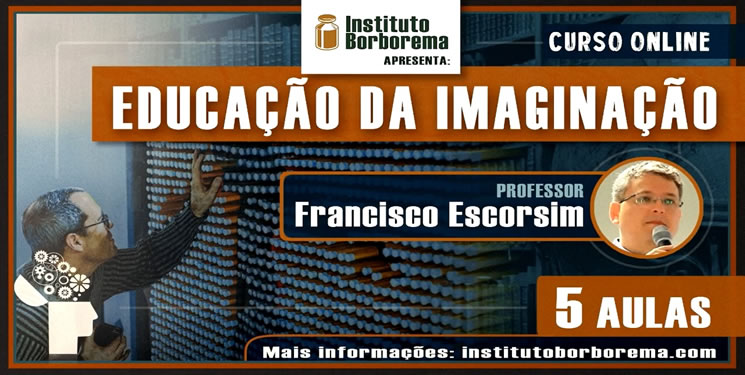 Instituto
Borborema
APRESENTA:
CURSO ONLINE
EDUCAÇÃO DA IMAGINAÇÃO
PROFESSOR
Francisco Escorsim
5 AULAS
Mais informações: institutoborborema.com